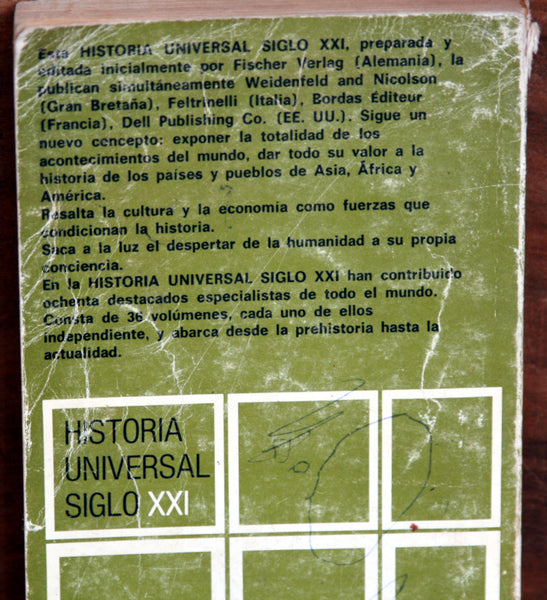 Esta HISTORIA UNIVERSAL SIGLO XXI, preparada y
editada inicialmente por Fischer Verlag (Alemania), la
publican simultáneamente Weidenfeld and Nicolson
(Gran Bretaña), Feltrinelli (Italia), Bordas Éditeur
(Francia), Dell Publishing Co. (EE. UU.). Sigue un
nuevo concepto: exponer la totalidad de los
acontecimientos del mundo, dar todo su valor a la
historia de los países y pueblos de Asia, África y
América.
Resalta la cultura y la economía como fuerzas que
condicionan la historia.
Saca a la luz el despertar de la humanidad a su propia
conciencia.
En la HISTORIA UNIVERSAL SIGLO XXI han contribuido
ochenta destacados especialistas de todo el mundo.
Consta de 36 volúmenes, cada uno de ellos
independiente, y abarca desde la prehistoria hasta la
actualidad.
HISTORIA
UNIVERSAL
SIGLO XXI